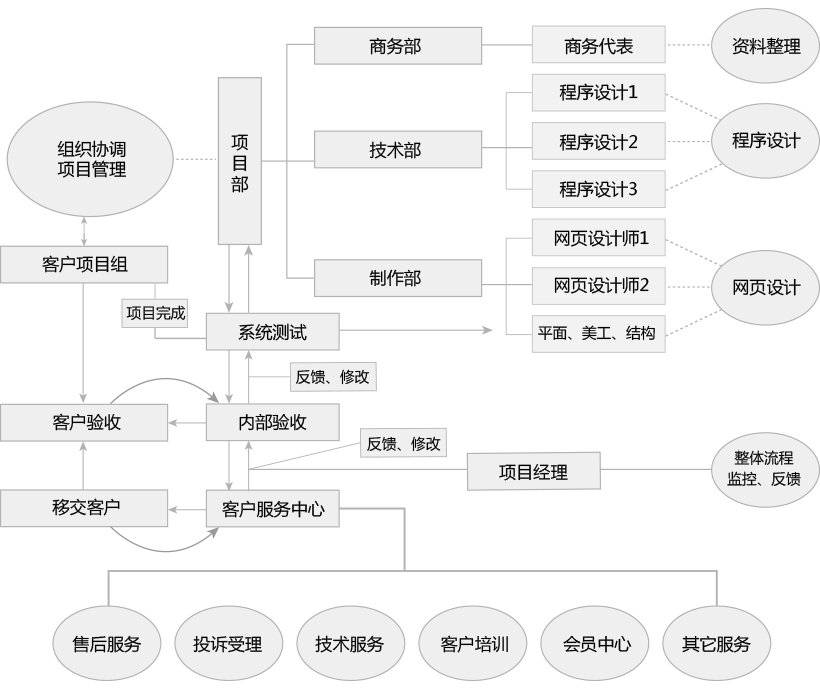 商务部
商务代表
资料整理
程序设计1
组织协调
项目管理
项目部
技术部
程序设计2
程序设计
程序设计3
网页设计师1
客户项目组
制作部
网页设计师2
网页设计
项目完成
系统测试
平面、美工、结构
反馈、修改
客户验收
内部验收
反馈、修改
项目经理
整体流程
监控、反馈
移交客户
客户服务中心
售后服务
投诉受理
技术服务
客户培训
会员中心
其它服务